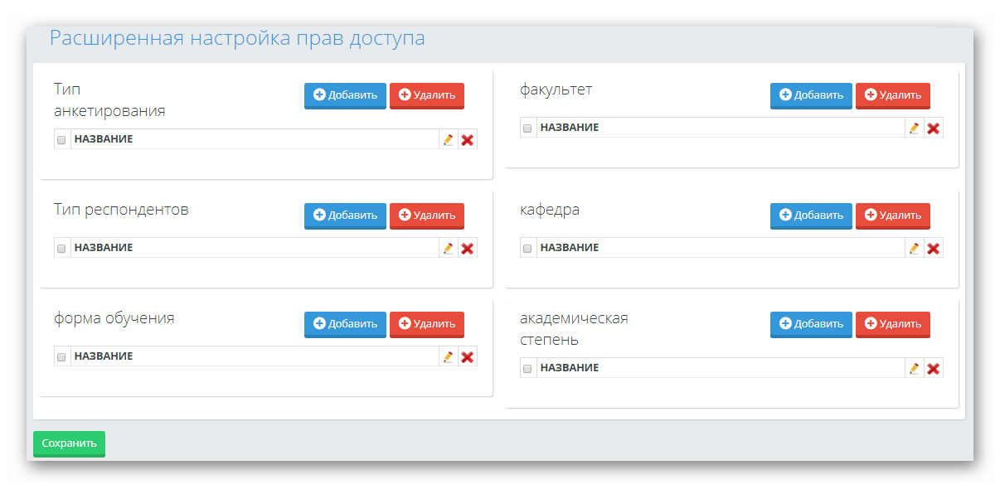 Расширенная настройка прав доступа
Тип
анкетирования
Добавить Удалить
НАЗВАНИЕ
факультет
Добавить Удалить
НАЗВАНИЕ
Тип респондентов
Добавить Удалить
НАЗВАНИЕ
кафедра
Добавить Удалить
НАЗВАНИЕ
форма обучения
Добавить Удалить
НАЗВАНИЕ
академическая
степень
Добавить Удалить
НАЗВАНИЕ
Сохранить